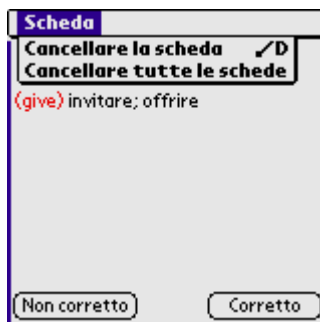 Scheda
Cancellare la scheda ✓D
Cancellare tutte le schede
(give) invitare; offrire
Non corretto
Corretto